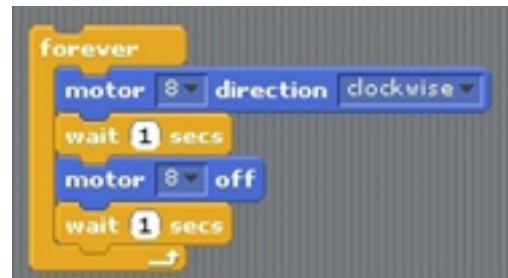 forever
motor 8 direction clockwise
wait 1 secs
motor 8 off
wait 1 secs